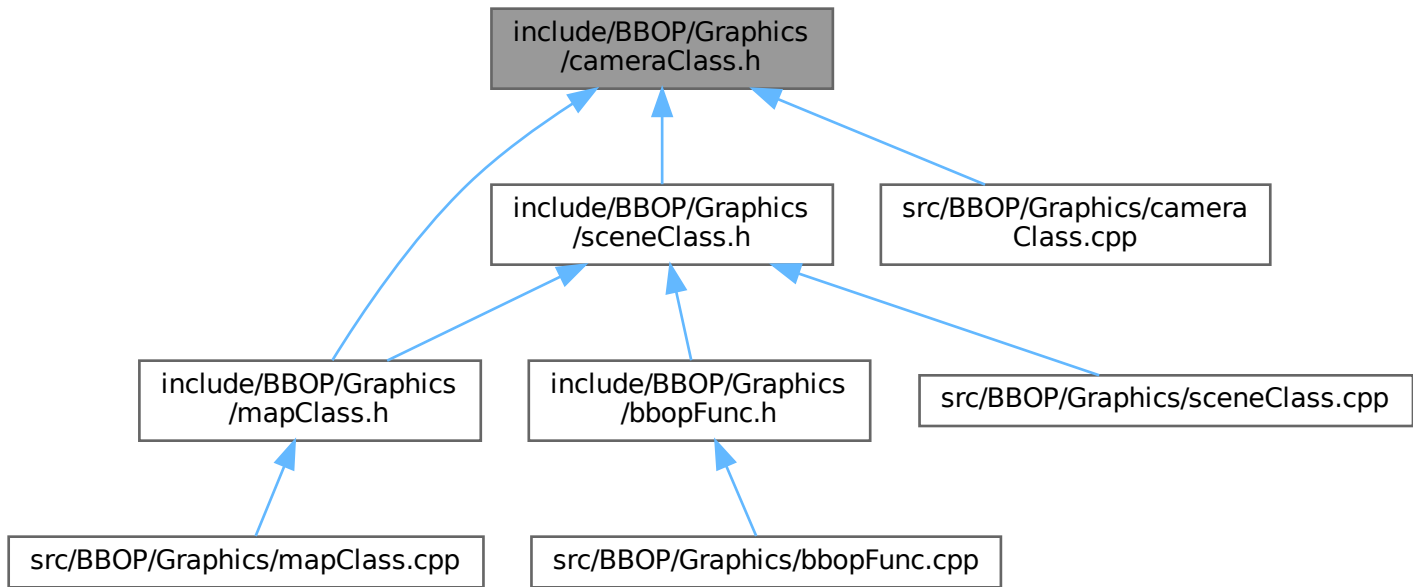 include/BBOP/Graphics
/cameraClass.h
include/BBOP/Graphics
/sceneClass.h
src/BBOP/Graphics/camera
Class.cpp
include/BBOP/Graphics
/mapClass.h
include/BBOP/Graphics
/bbopFunc.h
src/BBOP/Graphics/sceneClass.cpp
src/BBOP/Graphics/mapClass.cpp
src/BBOP/Graphics/bbopFunc.cpp